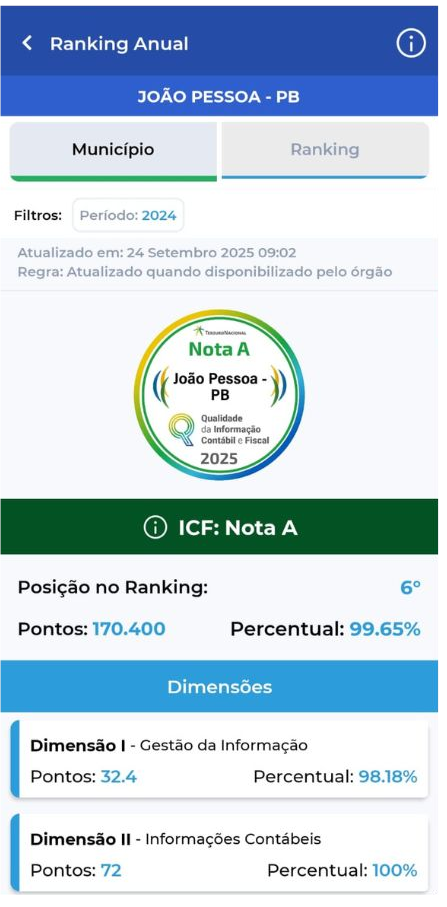 Ranking Anual
JOÃO PESSOA - PB
Município
Ranking
Filtros: Período: 2024
Atualizado em: 24 Setembro 2025 09:02
Regra: Atualizado quando disponibilizado pelo órgão
TESOURONACIONAL
Nota A
João Pessoa -
PB
Qualidade
da Informação
Contábil e Fiscal
2025
ICF: Nota A
Posição no Ranking: 6°
Pontos: 170.400 Percentual: 99.65%
Dimensões
Dimensão I - Gestão da Informação
Pontos: 32.4 Percentual: 98.18%
Dimensão II - Informações Contábeis
Pontos: 72 Percentual: 100%